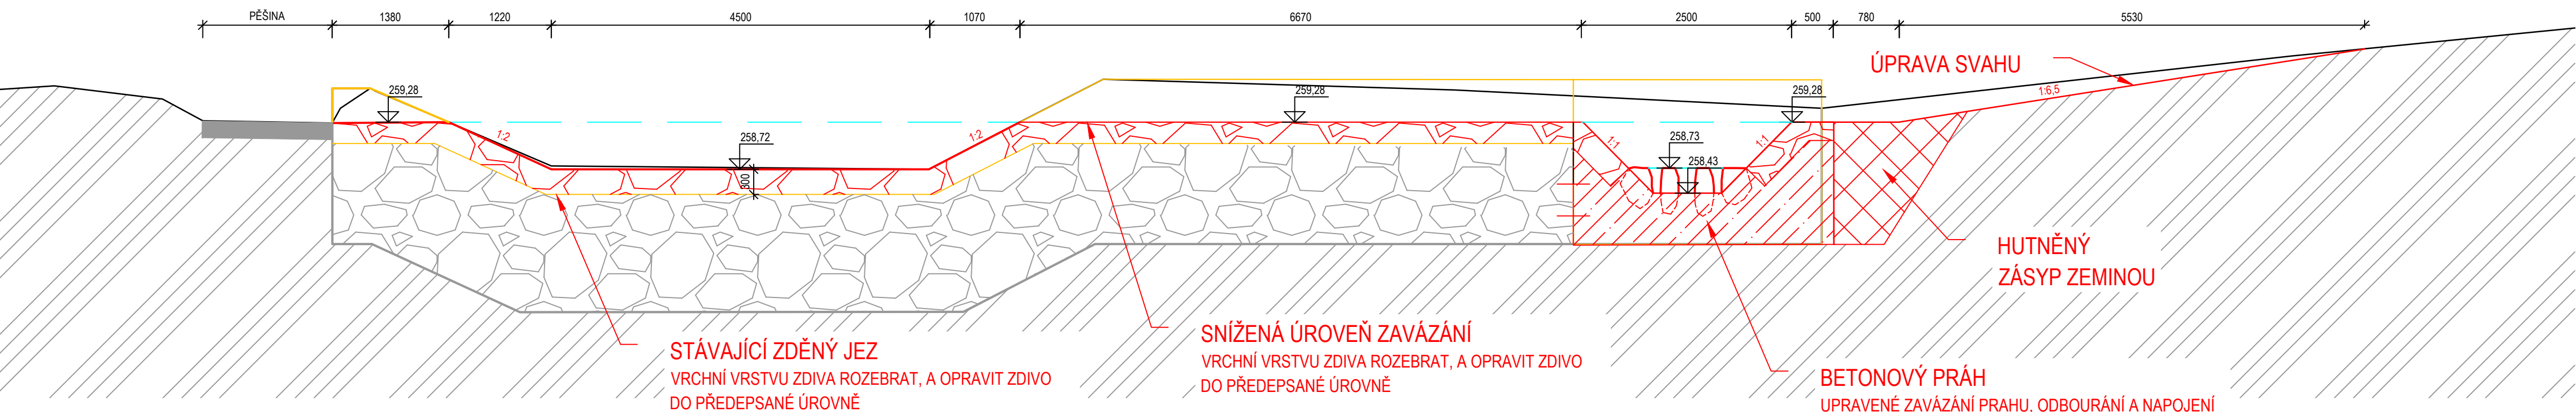 PĚŠINA 1380 1220 4500 1070 6670 2500 500 780 5530
ÚPRAVA SVAHU
1:6,5
259,28 259,28 259,28
1:2 258,72 1:2 1:1 258,73 1:1
258,43
300
HUTNĚNÝ
ZÁSYP ZEMINOU
STÁVAJÍCÍ ZDĚNÝ JEZ
VRCHNÍ VRSTVU ZDIVA ROZEBRAT, A OPRAVIT ZDIVO
DO PŘEDEPSANÉ ÚROVNĚ
SNÍŽENÁ ÚROVEŇ ZAVÁZÁNÍ
VRCHNÍ VRSTVU ZDIVA ROZEBRAT, A OPRAVIT ZDIVO
DO PŘEDEPSANÉ ÚROVNĚ
BETONOVÝ PRÁH
UPRAVENÉ ZAVÁZÁNÍ PRAHU. ODBOURÁNÍ A NAPOJENÍ